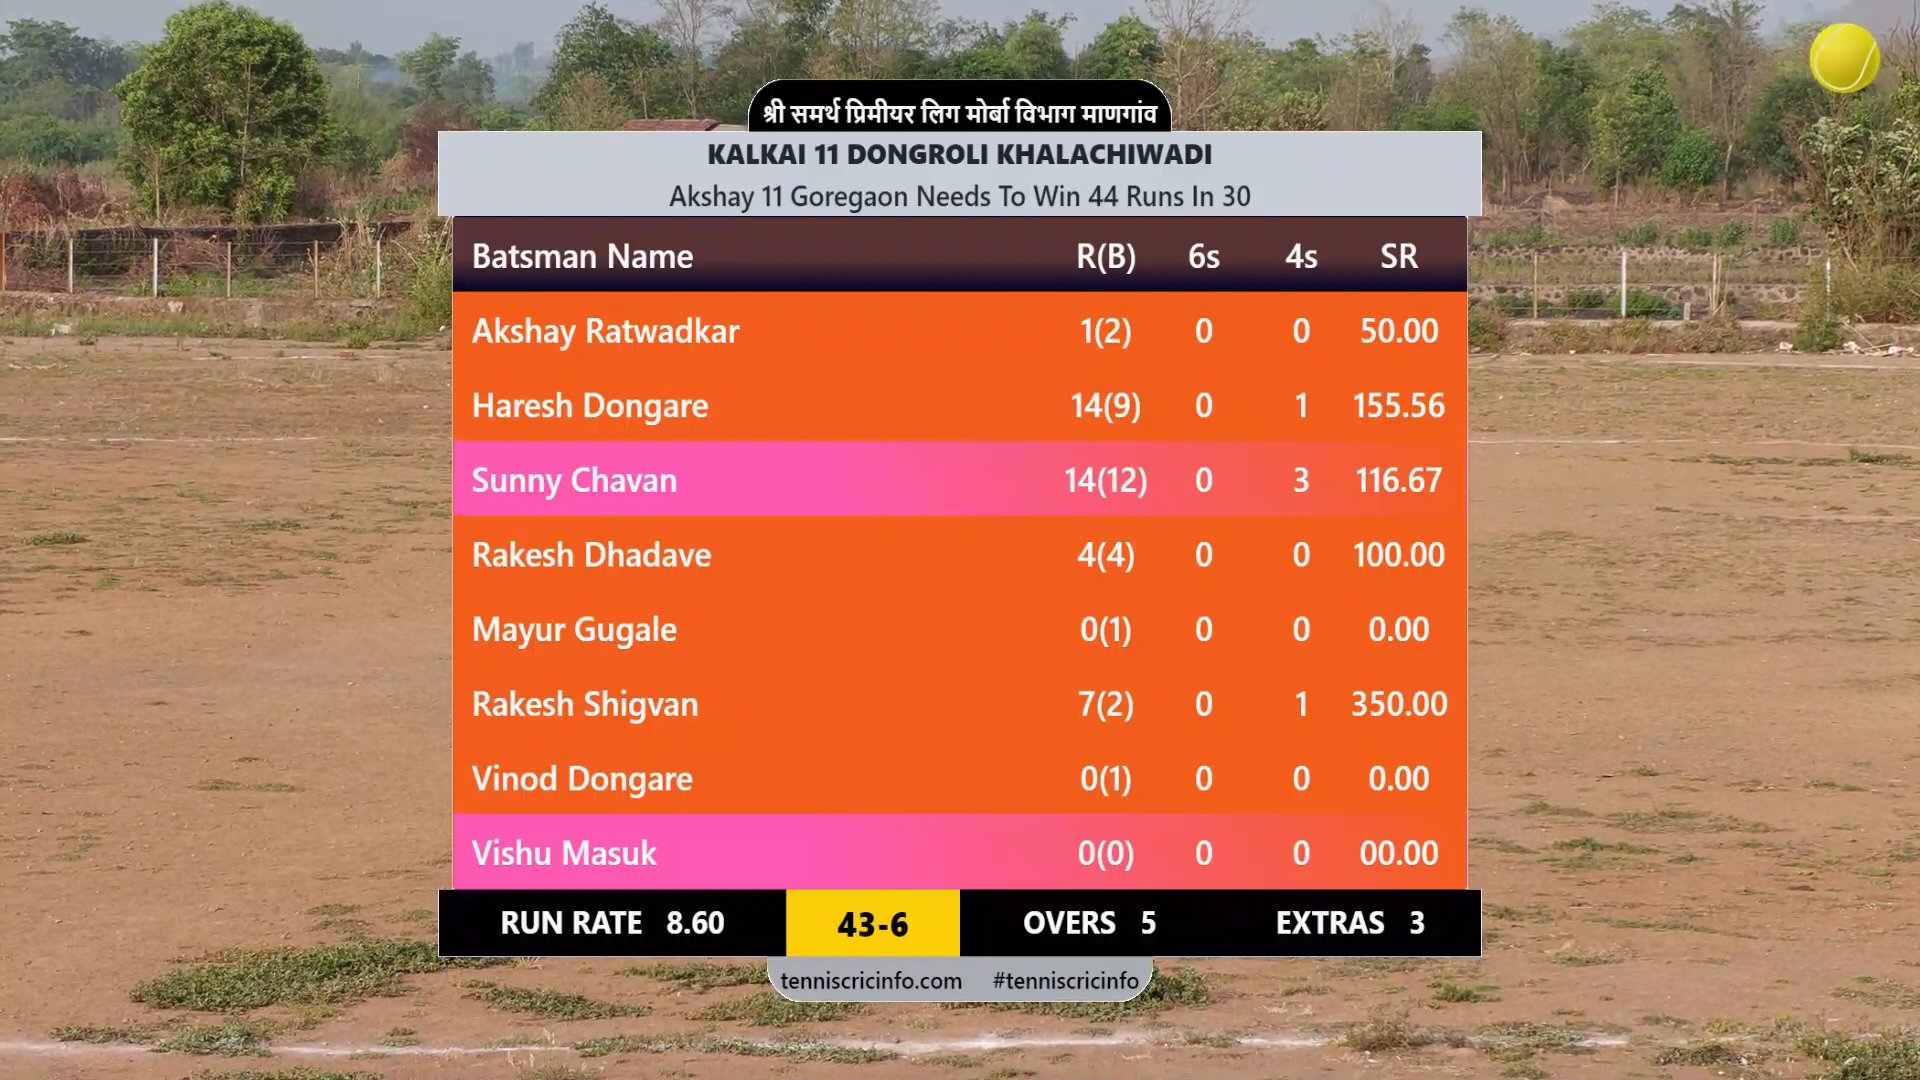 श्री समर्थ प्रिमीयर लिग मोर्बा विभाग माणगांव
KALKAI 11 DONGROLI KHALACHIWADI
Akshay 11 Goregaon Needs To Win 44 Runs In 30
Batsman Name R(B) 6s 4s SR
Akshay Ratwadkar 1(2) 0 0 50.00
Haresh Dongare 14(9) 0 1 155.56
Sunny Chavan 14(12) 0 3 116.67
Rakesh Dhadave 4(4) 0 0 100.00
Mayur Gugale 0(1) 0 0 0.00
Rakesh Shigvan 7(2) 0 1 350.00
Vinod Dongare 0(1) 0 0 0.00
Vishu Masuk 0(0) 0 0 00.00
RUN RATE 8.60 43-6 OVERS 5 EXTRAS 3
tenniscricinfo.com #tenniscricinfo